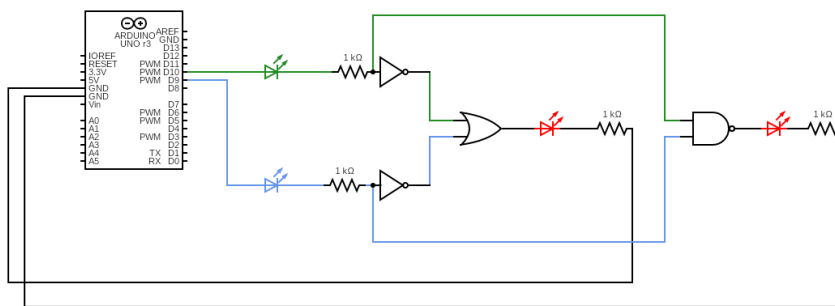 ARDUINO
UNO r3
AREF
GND
D13
D12
IOREF
RESET
3.3V
5V
GND
GND
Vin
PWM D11
PWM D10
PWM D9
D8
D7
PWM D6
PWM D5
D4
PWM D3
D2
TX D1
RX D0
A0
A1
A2
A3
A4
A5
1 kΩ
1 kΩ
1 kΩ
1 kΩ